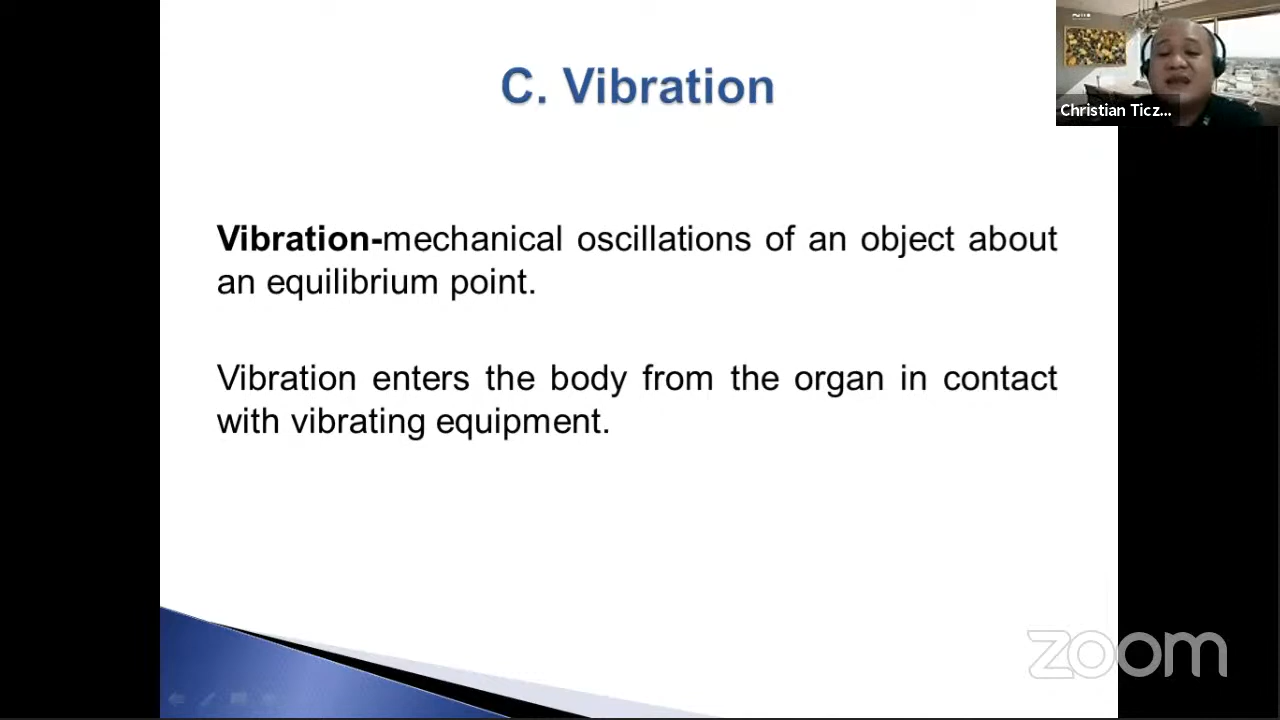 C. Vibration
Christian Ticz...
Vibration-mechanical oscillations of an object about
an equilibrium point.
Vibration enters the body from the organ in contact
with vibrating equipment.
zoom